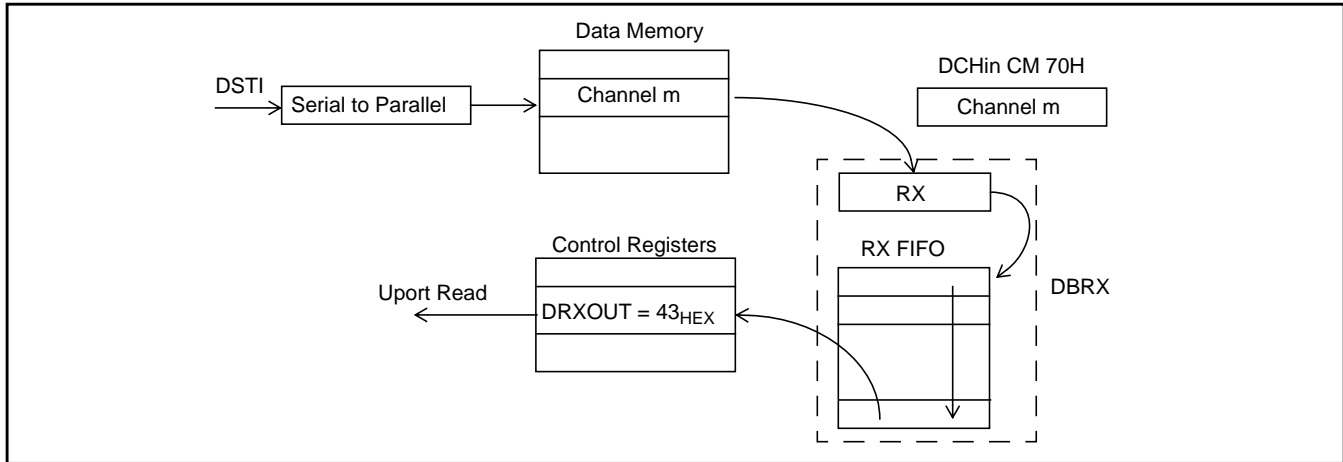 Data Memory
DSTI
Serial to Parallel
Channel m
DCHin CM 70H
Channel m
RX
Control Registers
RX FIFO
Uport Read
DRXOUT = 43HEX
DBRX